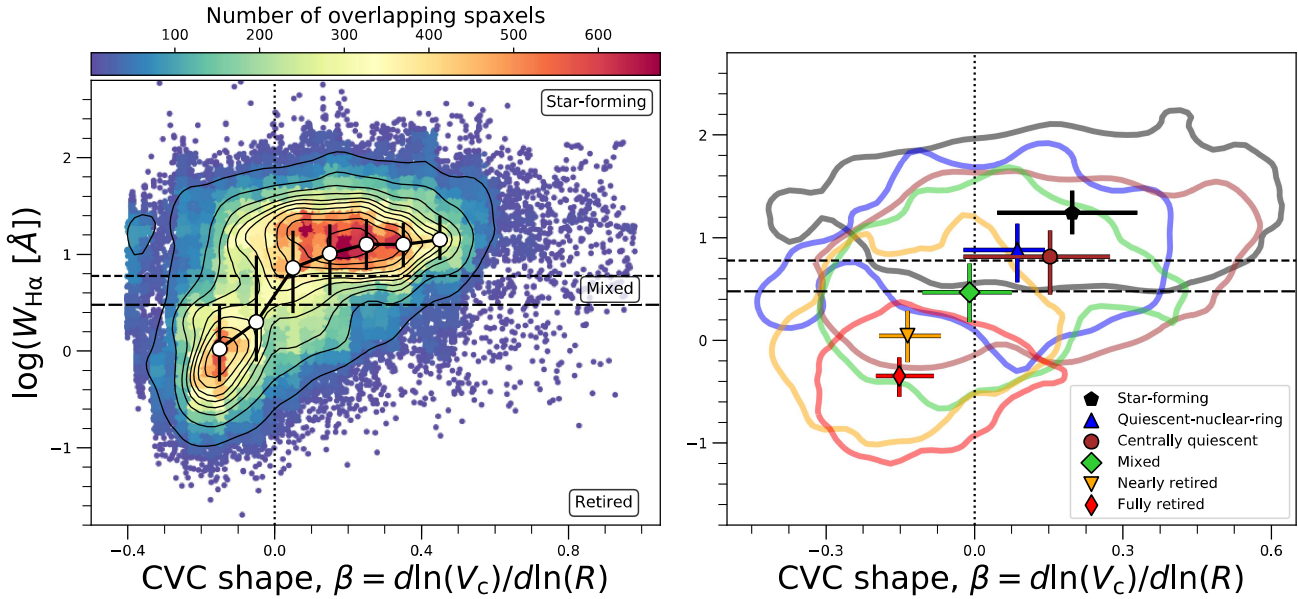 Number of overlapping spaxels
100 200 300 400 500 600
log(W_Hα [Å])
2
1
0
−1
Star-forming
Mixed
Retired
−0.4 0.0 0.4 0.8
CVC shape, β = dln(V_c)/dln(R)
2
1
0
−1
Star-forming
Quiescent-nuclear-ring
Centrally quiescent
Mixed
Nearly retired
Fully retired
−0.3 0.0 0.3 0.6
CVC shape, β = dln(V_c)/dln(R)